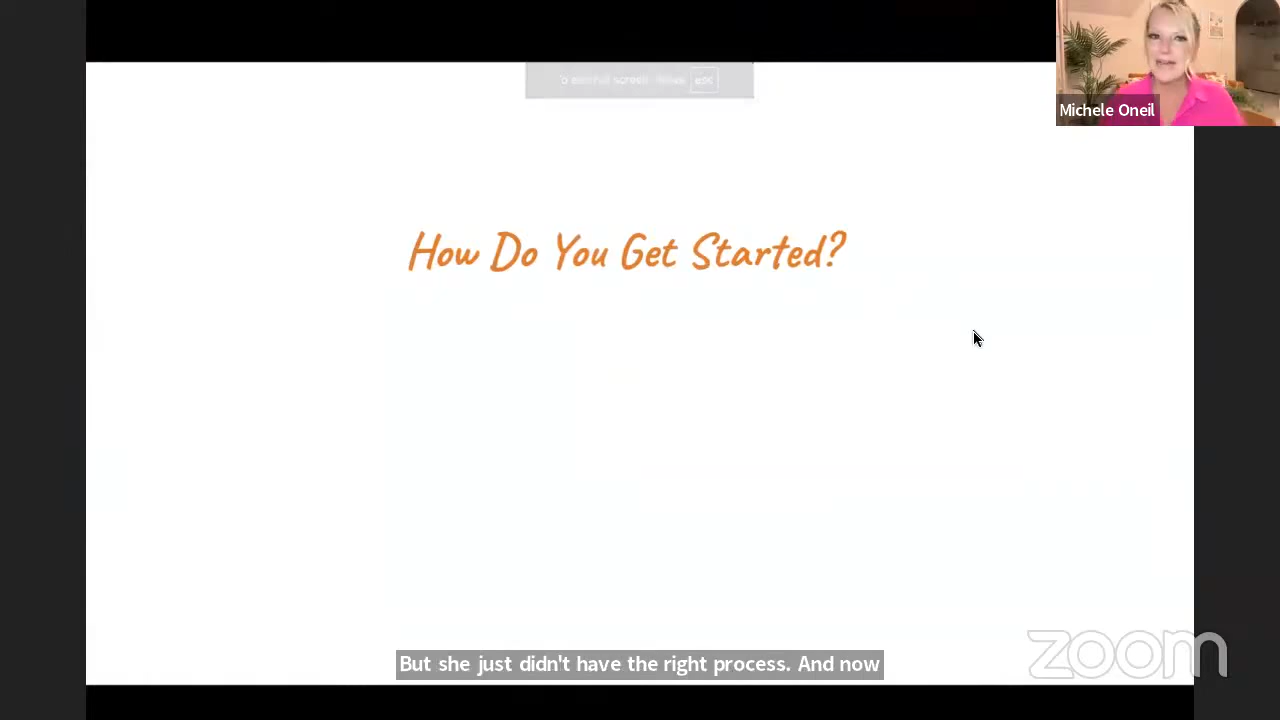 Michele Oneil
How Do You Get Started?
But she just didn't have the right process. And now
zoom